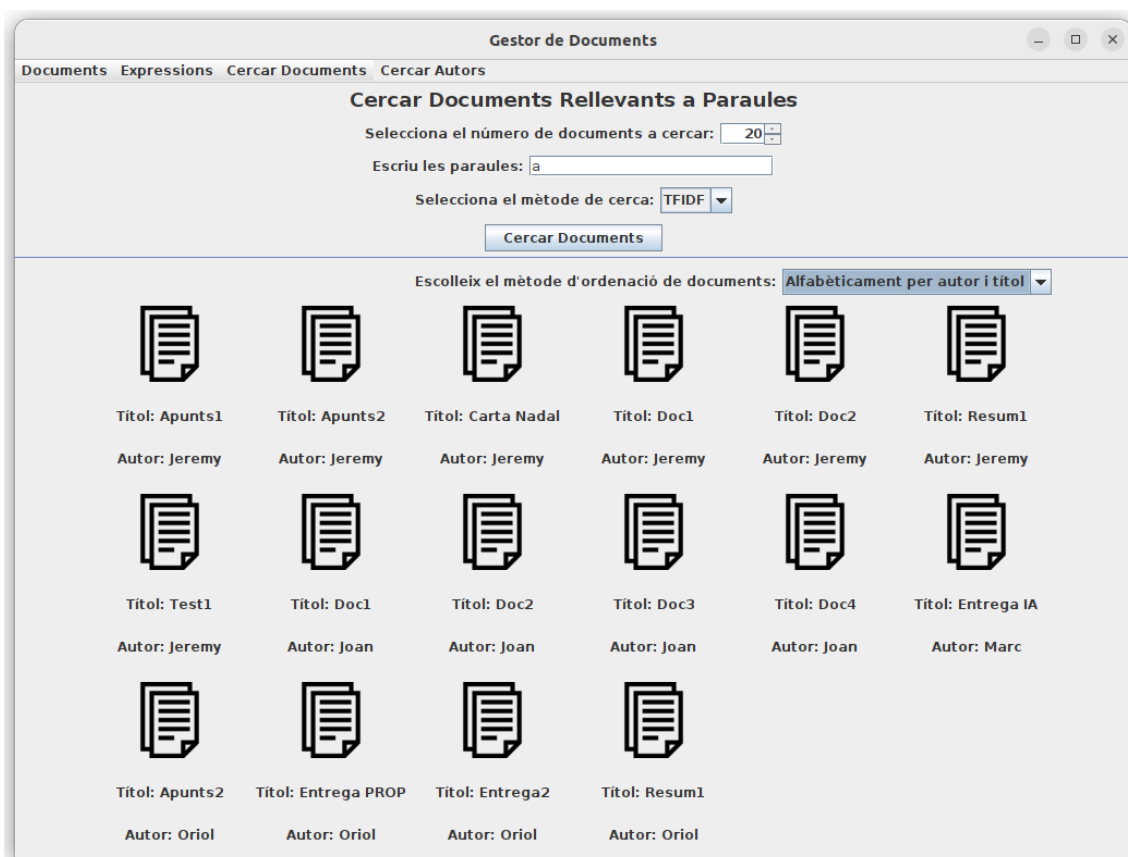 Gestor de Documents
Documents Expressions Cercar Documents Cercar Autors
Cercar Documents Rellevants a Paraules
Selecciona el número de documents a cercar: 20
Escriu les paraules: a
Selecciona el mètode de cerca: TFIDF
Cercar Documents
Escolleix el mètode d'ordenació de documents: Alfabèticament per autor i títol
Títol: Apunts1 Títol: Apunts2 Títol: Carta Nadal Títol: Doc1 Títol: Doc2 Títol: Resum1
Autor: Jeremy Autor: Jeremy Autor: Jeremy Autor: Jeremy Autor: Jeremy Autor: Jeremy
Títol: Test1 Títol: Doc1 Títol: Doc2 Títol: Doc3 Títol: Doc4 Títol: Entrega IA
Autor: Jeremy Autor: Joan Autor: Joan Autor: Joan Autor: Joan Autor: Marc
Títol: Apunts2 Títol: Entrega PROP Títol: Entrega2 Títol: Resum1
Autor: Oriol Autor: Oriol Autor: Oriol Autor: Oriol